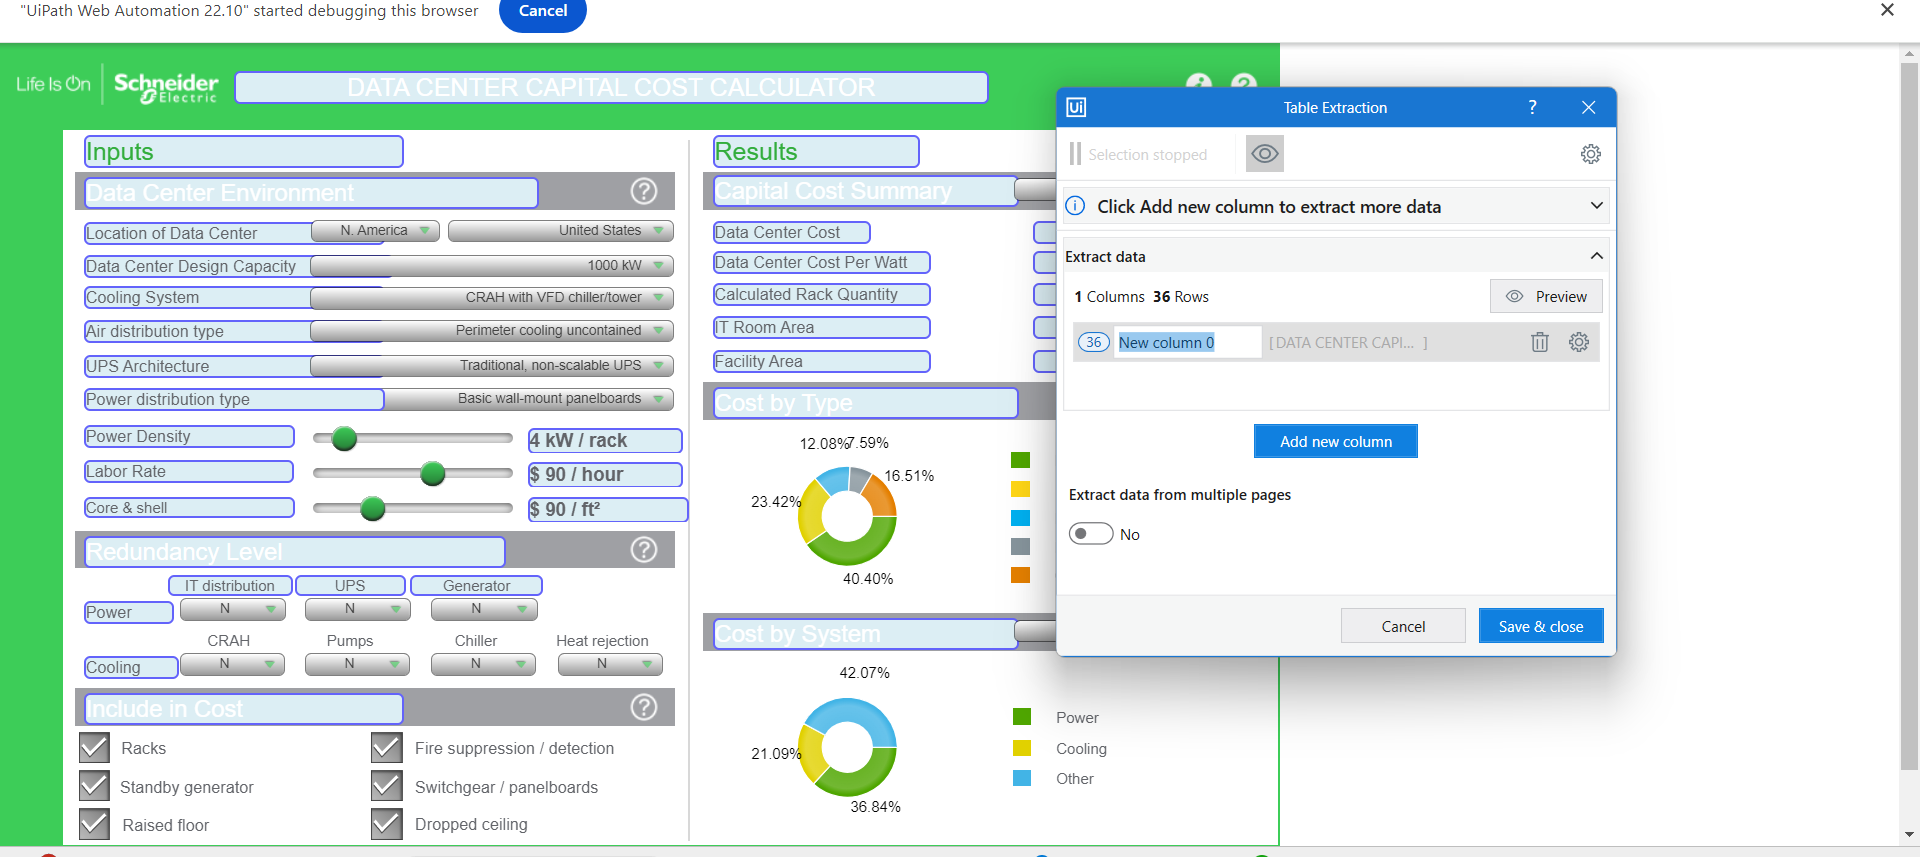 "UiPath Web Automation 22.10" started debugging this browser
Cancel
Life Is On
Schneider
Electric
DATA CENTER CAPITAL COST CALCULATOR
Inputs
Data Center Environment
Location of Data Center
N. America
United States
Data Center Design Capacity
1000 kW
Cooling System
CRAH with VFD chiller/tower
Air distribution type
Perimeter cooling uncontained
UPS Architecture
Traditional, non-scalable UPS
Power distribution type
Basic wall-mount panelboards
Power Density
4 kW / rack
Labor Rate
$ 90 / hour
Core & shell
$ 90 / ft²
Redundancy Level
IT distribution
UPS
Generator
Power
N
N
N
CRAH
Pumps
Chiller
Heat rejection
Cooling
N
N
N
N
Include in Cost
Racks
Fire suppression / detection
Standby generator
Switchgear / panelboards
Raised floor
Dropped ceiling
Results
Capital Cost Summary
Data Center Cost
Data Center Cost Per Watt
Calculated Rack Quantity
IT Room Area
Facility Area
Cost by Type
12.08%
7.59%
16.51%
23.42%
40.40%
Cost by System
42.07%
21.09%
36.84%
Power
Cooling
Other
Ui
Table Extraction
?
Selection stopped
Click Add new column to extract more data
Extract data
1 Columns 36 Rows
Preview
36
New column 0
[ DATA CENTER CAPI... ]
Add new column
Extract data from multiple pages
No
Cancel
Save & close